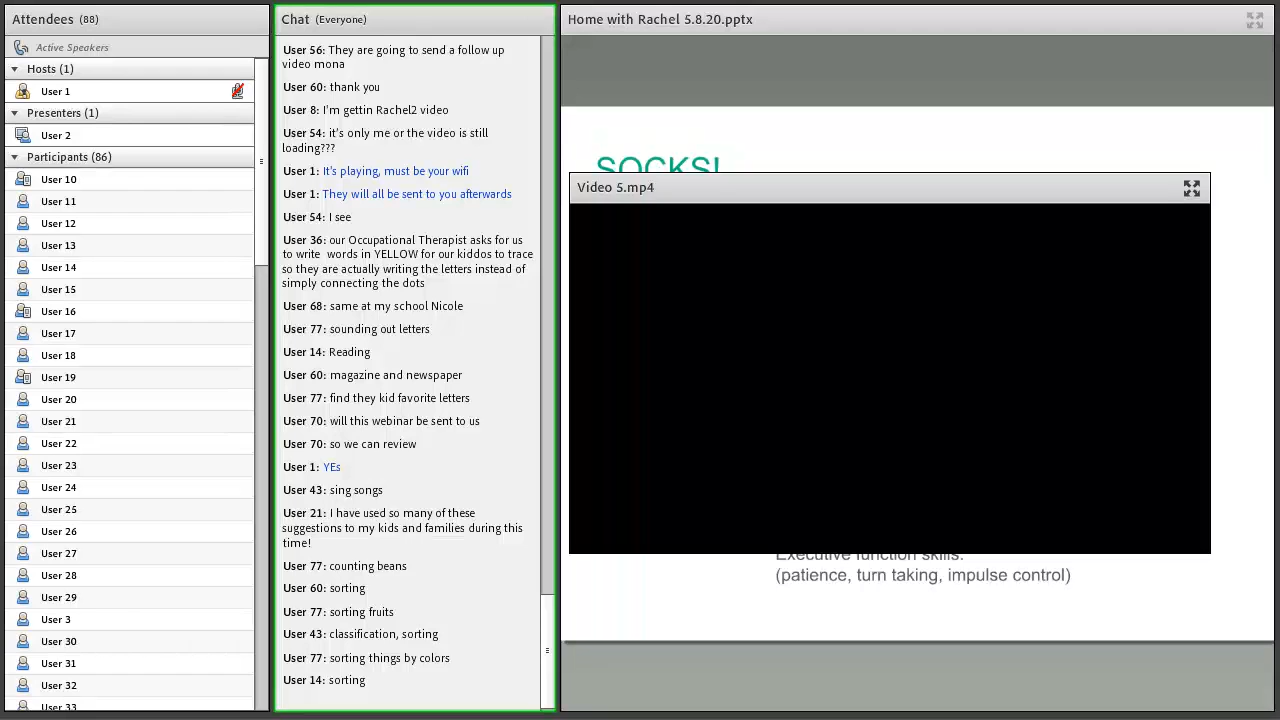 Attendees (88)
Active Speakers
Hosts (1)
User 1
Presenters (1)
User 2
Participants (86)
User 10
User 11
User 12
User 13
User 14
User 15
User 16
User 17
User 18
User 19
User 20
User 21
User 22
User 23
User 24
User 25
User 26
User 27
User 28
User 29
User 3
User 30
User 31
User 32
User 33
Chat (Everyone)
User 56: They are going to send a follow up
video mona
User 60: thank you
User 8: I'm gettin Rachel2 video
User 54: it's only me or the video is still
loading???
User 1: It's playing, must be your wifi
User 1: They will all be sent to you afterwards
User 54: I see
User 36: our Occupational Therapist asks for us
to write words in YELLOW for our kiddos to trace
so they are actually writing the letters instead of
simply connecting the dots
User 68: same at my school Nicole
User 77: sounding out letters
User 14: Reading
User 60: magazine and newspaper
User 77: find they kid favorite letters
User 70: will this webinar be sent to us
User 70: so we can review
User 1: YEs
User 43: sing songs
User 21: I have used so many of these
suggestions to my kids and families during this
time!
User 77: counting beans
User 60: sorting
User 77: sorting fruits
User 43: classification, sorting
User 77: sorting things by colors
User 14: sorting
Home with Rachel 5.8.20.pptx
SOCKS!
Video 5.mp4
Executive function skills:
(patience, turn taking, impulse control)